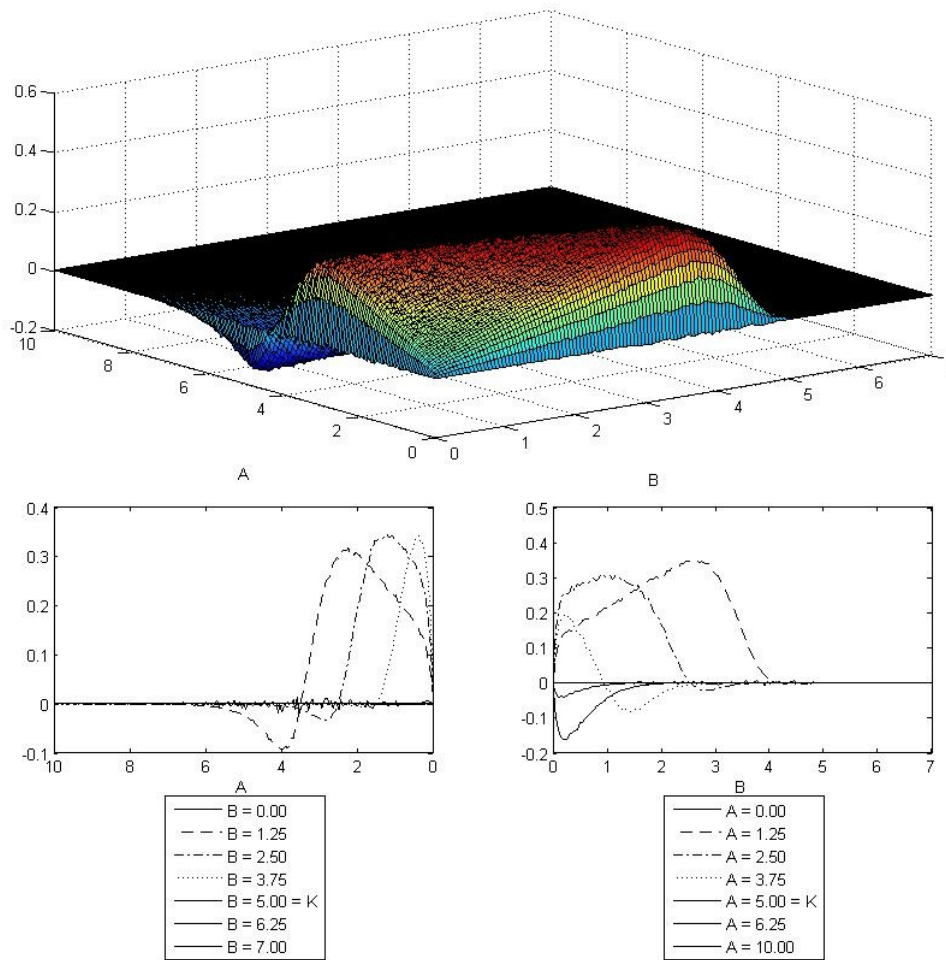 0.6
0.4
0.2
0
-0.2
10
8
6
4
2
0
0
1
2
3
4
5
6
A
B
0.4
0.3
0.2
0.1
0
-0.1
10
8
6
4
2
0
A
B = 0.00
B = 1.25
B = 2.50
B = 3.75
B = 5.00 = K
B = 6.25
B = 7.00
0.5
0.4
0.3
0.2
0.1
0
-0.1
-0.2
0
1
2
3
4
5
6
7
B
A = 0.00
A = 1.25
A = 2.50
A = 3.75
A = 5.00 = K
A = 6.25
A = 10.00